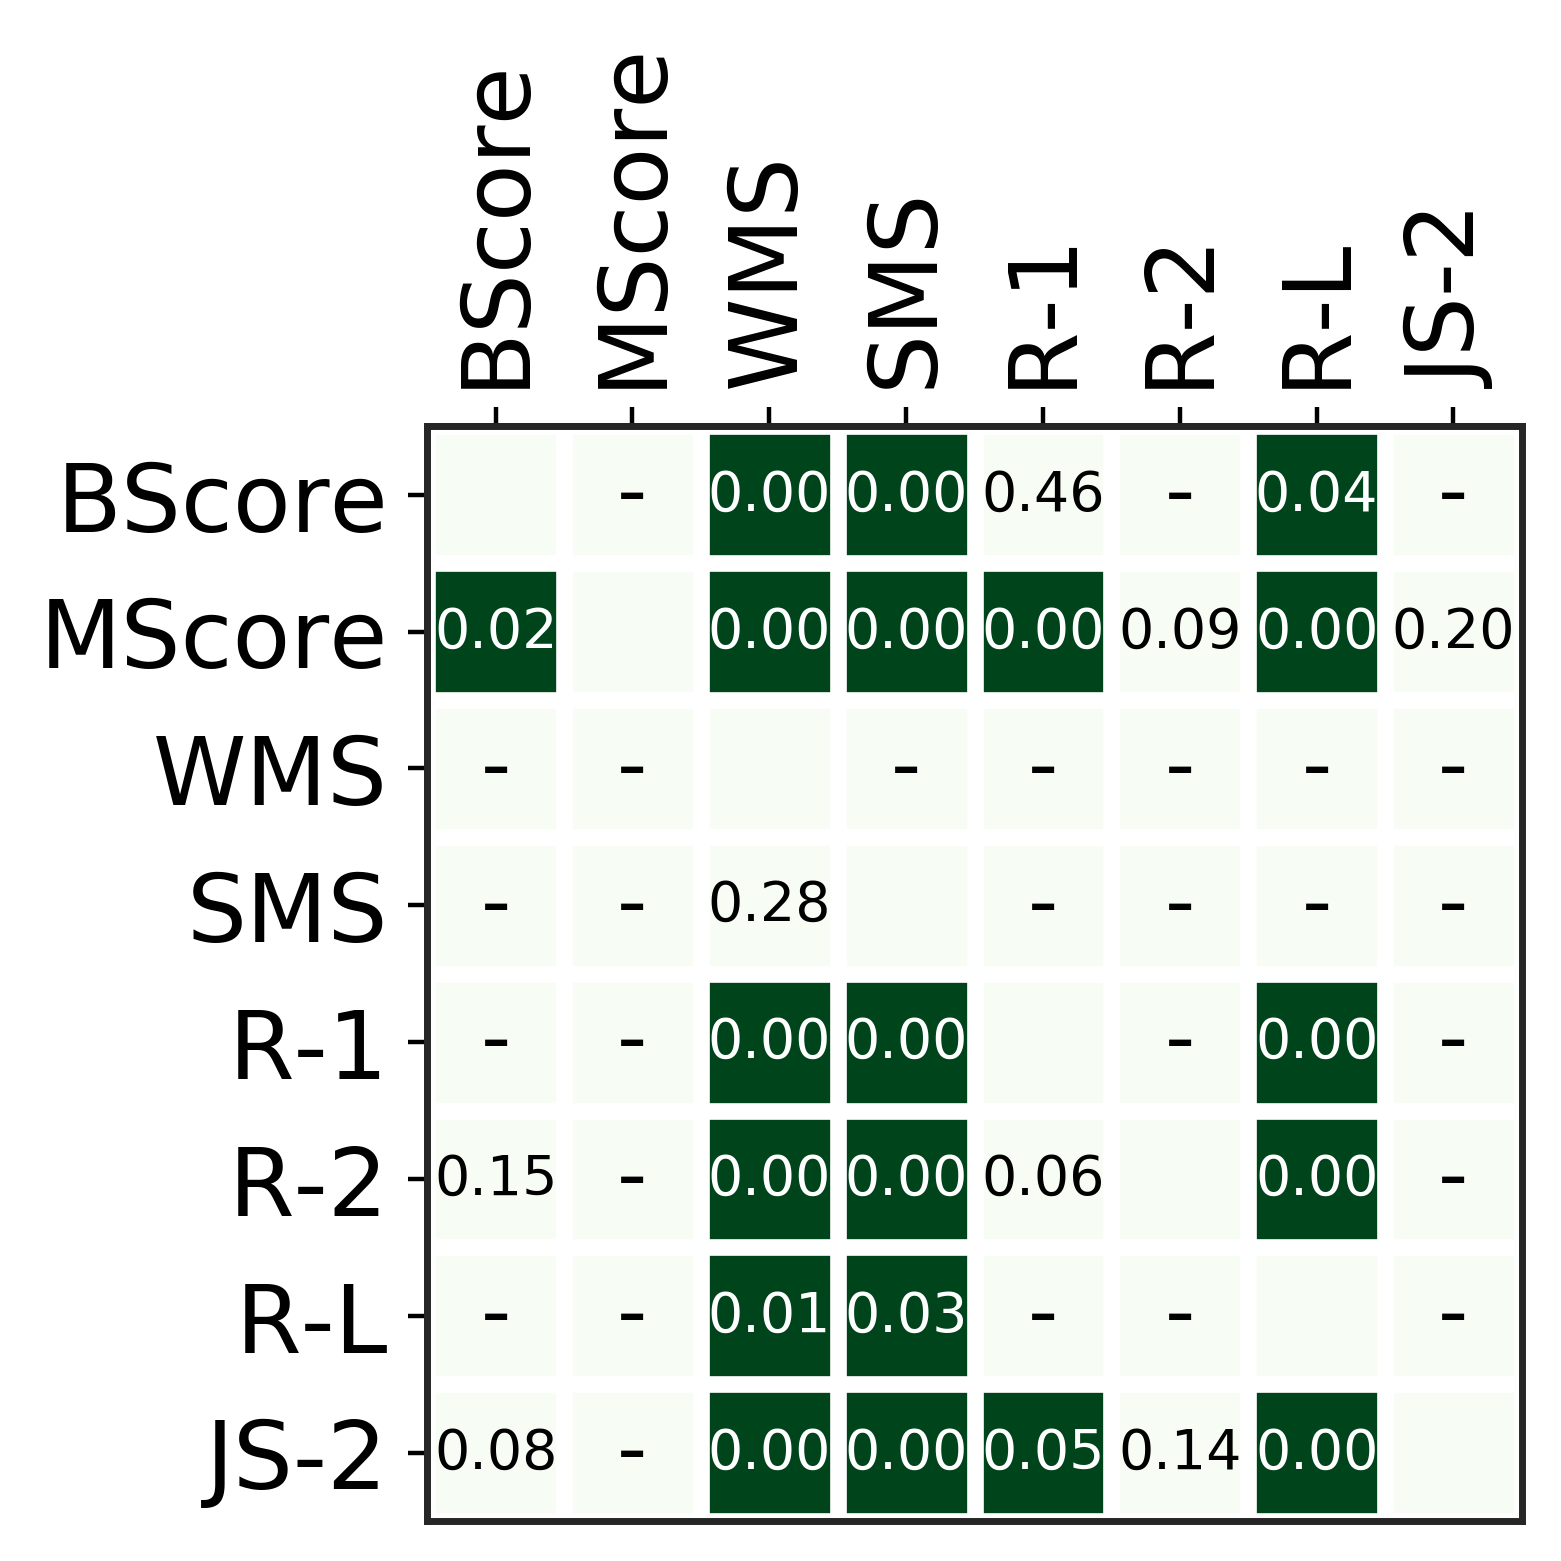 BScore MScore WMS SMS R-1 R-2 R-L JS-2
BScore - 0.00 0.00 0.46 - 0.04 -
MScore 0.02 0.00 0.00 0.00 0.09 0.00 0.20
WMS - - - - - - -
SMS - - 0.28 - - - -
R-1 - - 0.00 0.00 - 0.00 -
R-2 0.15 - 0.00 0.00 0.06 0.00 -
R-L - - 0.01 0.03 - - -
JS-2 0.08 - 0.00 0.00 0.05 0.14 0.00